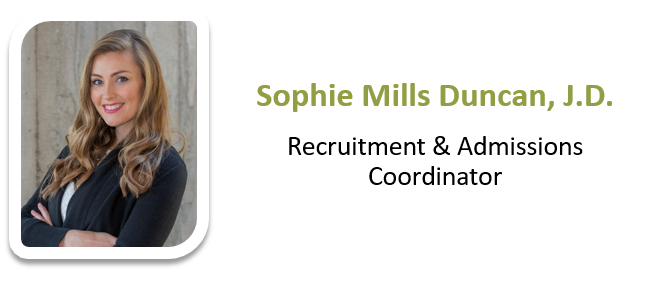 Sophie Mills Duncan, J.D.
Recruitment & Admissions
Coordinator